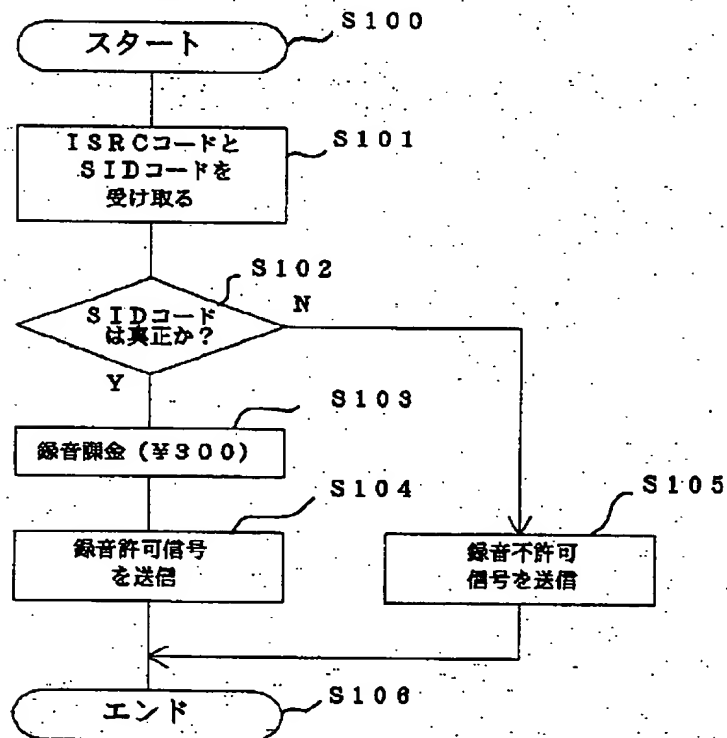 スタート
S100
ISRCコードと
SIDコードを
受け取る
S101
SIDコード
は真正か?
S102
N
Y
録音課金(¥300)
S103
録音許可信号
を送信
S104
録音不許可
信号を送信
S105
エンド
S106